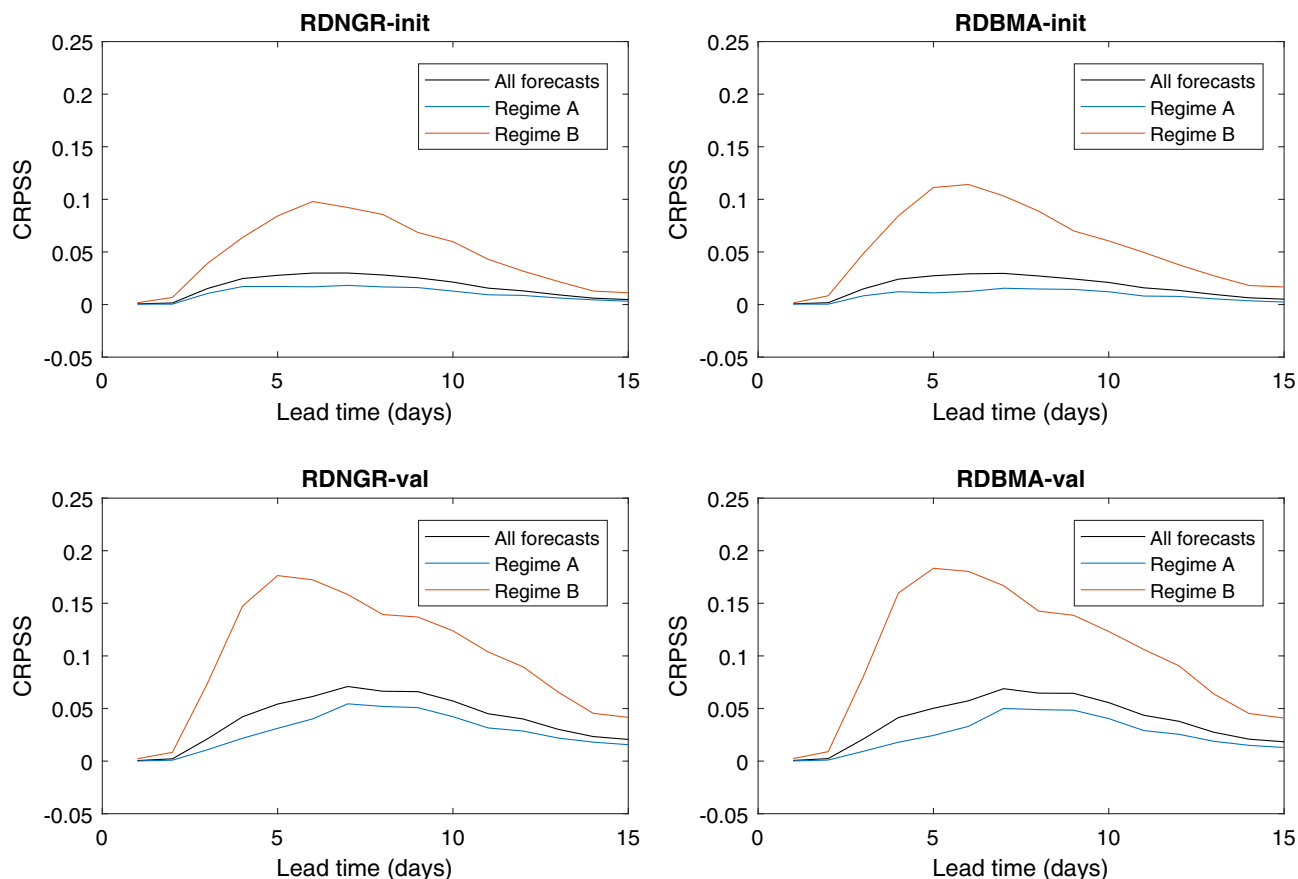 RDNGR-init
0.25
0.2
0.15
0.1
0.05
0
-0.05
CRPSS
All forecasts
Regime A
Regime B
0 5 10 15
Lead time (days)
RDBMA-init
0.25
0.2
0.15
0.1
0.05
0
-0.05
CRPSS
All forecasts
Regime A
Regime B
0 5 10 15
Lead time (days)
RDNGR-val
0.25
0.2
0.15
0.1
0.05
0
-0.05
CRPSS
All forecasts
Regime A
Regime B
0 5 10 15
Lead time (days)
RDBMA-val
0.25
0.2
0.15
0.1
0.05
0
-0.05
CRPSS
All forecasts
Regime A
Regime B
0 5 10 15
Lead time (days)